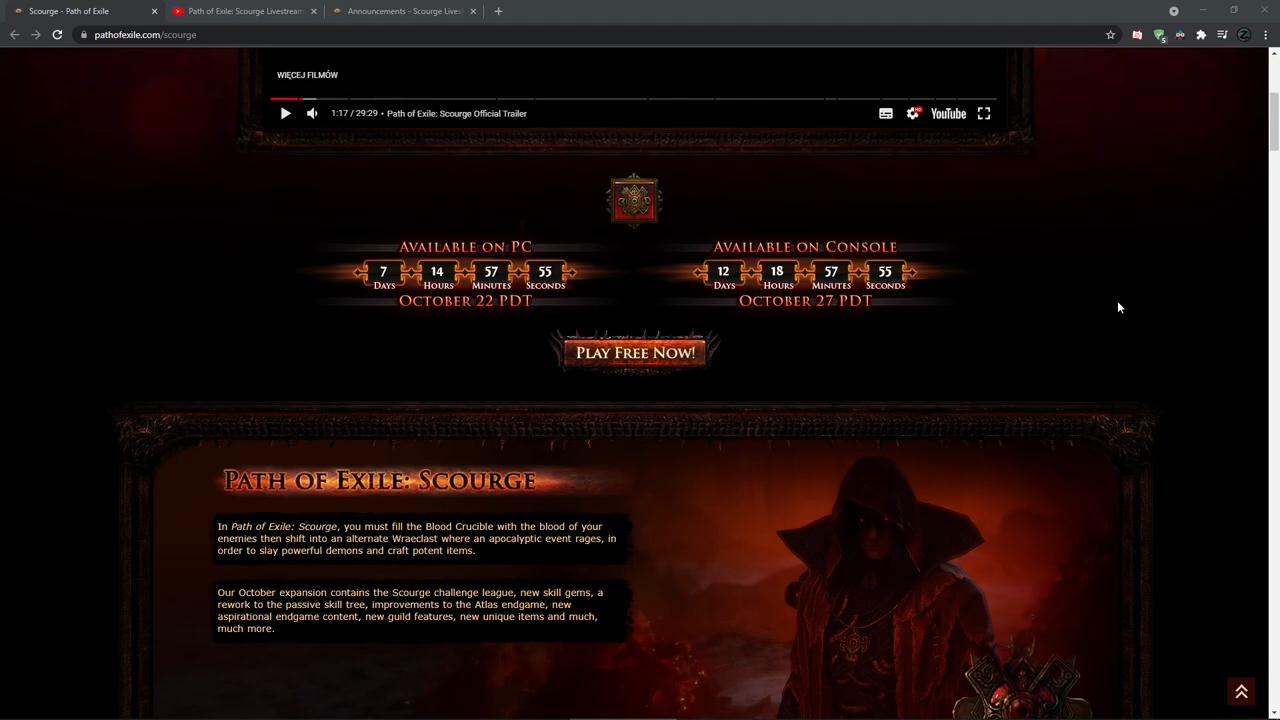 Scourge - Path of Exile
Path of Exile: Scourge Livestream
Announcements - Scourge Lives
pathofexile.com/scourge
WIĘCEJ FILMÓW
1:17 / 29:29 • Path of Exile: Scourge Official Trailer
HD
YouTube
Available on PC
7 14 57 55
Days Hours Minutes Seconds
October 22 PDT
Available on Console
12 18 57 55
Days Hours Minutes Seconds
October 27 PDT
Play Free Now!
Path of Exile: Scourge
In Path of Exile: Scourge, you must fill the Blood Crucible with the blood of your
enemies then shift into an alternate Wraeclast where an apocalyptic event rages, in
order to slay powerful demons and craft potent items.
Our October expansion contains the Scourge challenge league, new skill gems, a
rework to the passive skill tree, improvements to the Atlas endgame, new
aspirational endgame content, new guild features, new unique items and much,
much more.